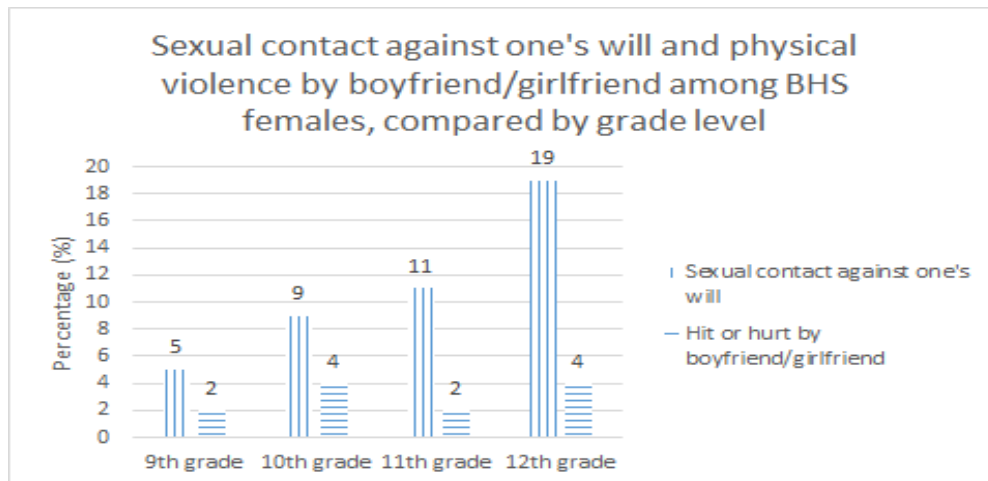 Sexual contact against one's will and physical
violence by boyfriend/girlfriend among BHS
females, compared by grade level
Percentage (%)
20
18
16
14
12
10
8
6
4
2
0
5
2
9
4
11
2
19
4
9th grade
10th grade
11th grade
12th grade
Sexual contact against one's
will
Hit or hurt by
boyfriend/girlfriend